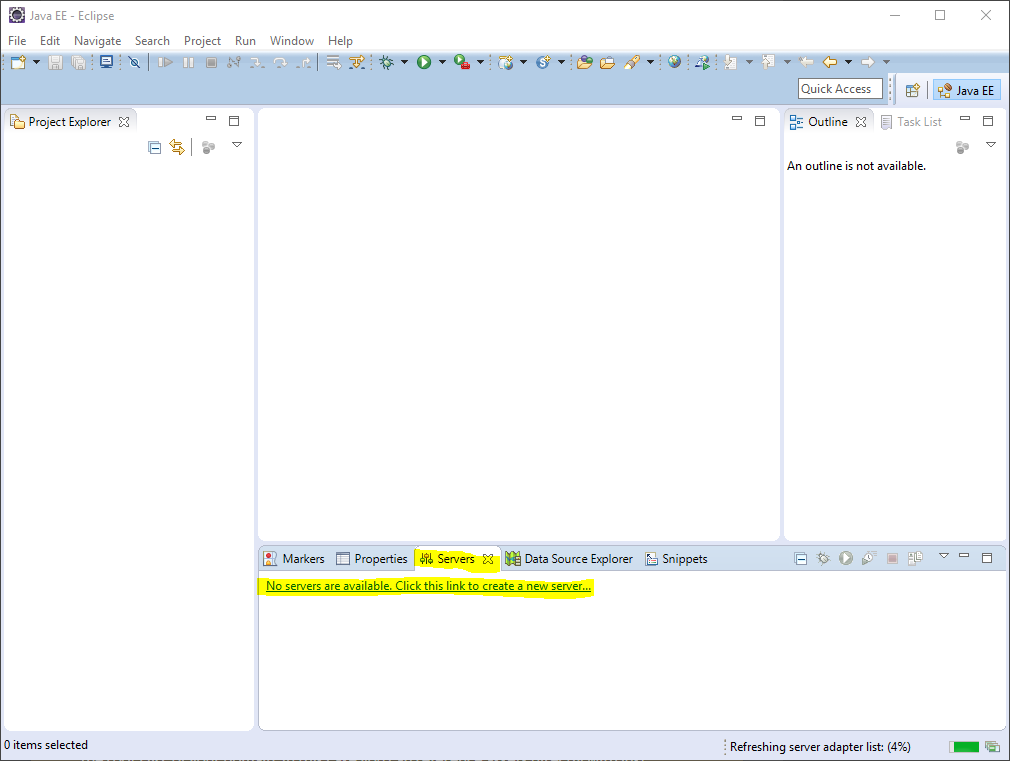 Java EE - Eclipse
File Edit Navigate Search Project Run Window Help
Quick Access
Java EE
Project Explorer
Outline Task List
An outline is not available.
Markers Properties Servers Data Source Explorer Snippets
No servers are available. Click this link to create a new server...
0 items selected
Refreshing server adapter list: (4%)